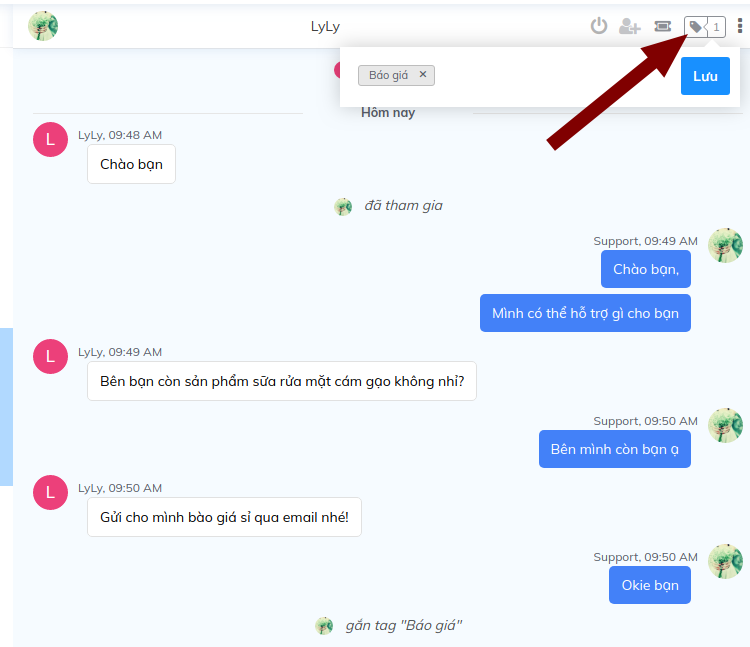 LyLy
1
Báo giá ×
Lưu
Hôm nay
L
LyLy, 09:48 AM
Chào bạn
đã tham gia
Support, 09:49 AM
Chào bạn,
Mình có thể hỗ trợ gì cho bạn
L
LyLy, 09:49 AM
Bên bạn còn sản phẩm sữa rửa mặt cám gạo không nhỉ?
Support, 09:50 AM
Bên mình còn bạn ạ
L
LyLy, 09:50 AM
Gửi cho mình bào giá sỉ qua email nhé!
Support, 09:50 AM
Okie bạn
gắn tag "Báo giá"